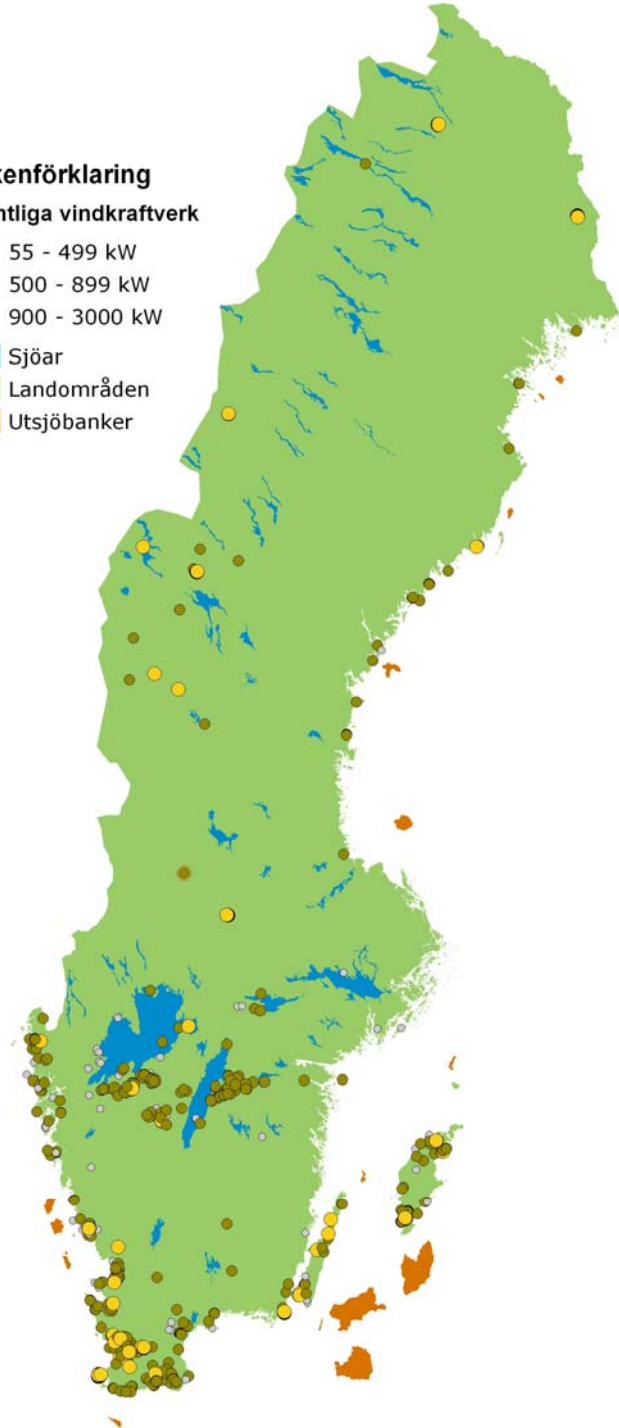 kenförklaring
ntliga vindkraftverk
55 - 499 kW
500 - 899 kW
900 - 3000 kW
Sjöar
Landområden
Utsjöbanker